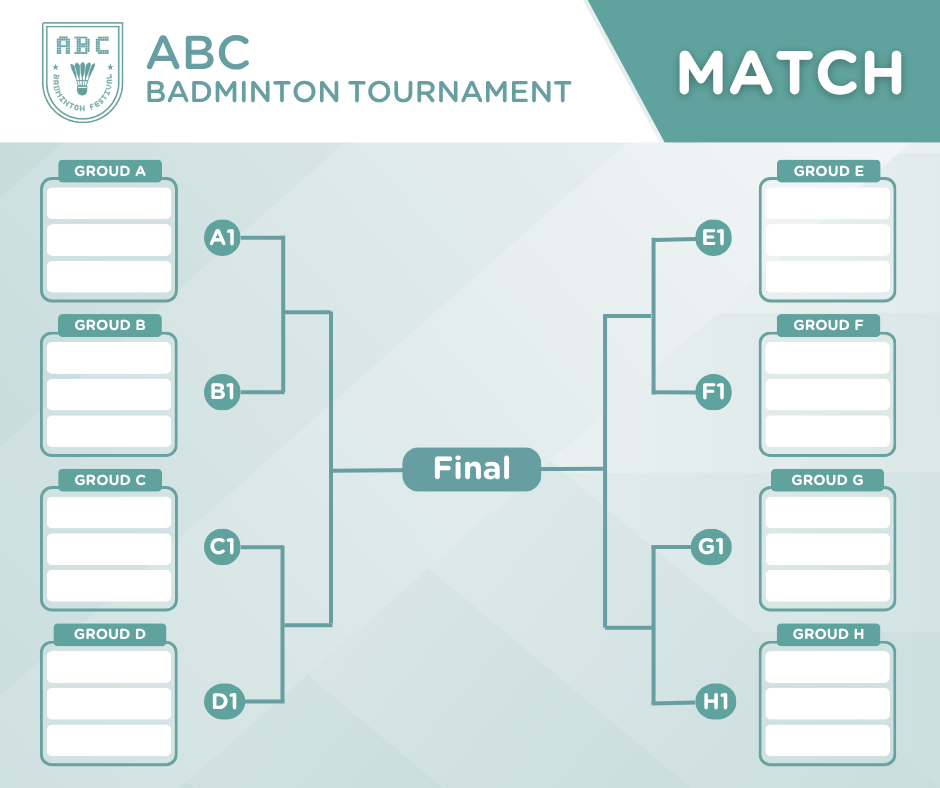 ABC
BADMINTON FESTIVAL
ABC
BADMINTON TOURNAMENT
MATCH
GROUD A
GROUD B
GROUD C
GROUD D
A1
B1
C1
D1
Final
E1
F1
G1
H1
GROUD E
GROUD F
GROUD G
GROUD H